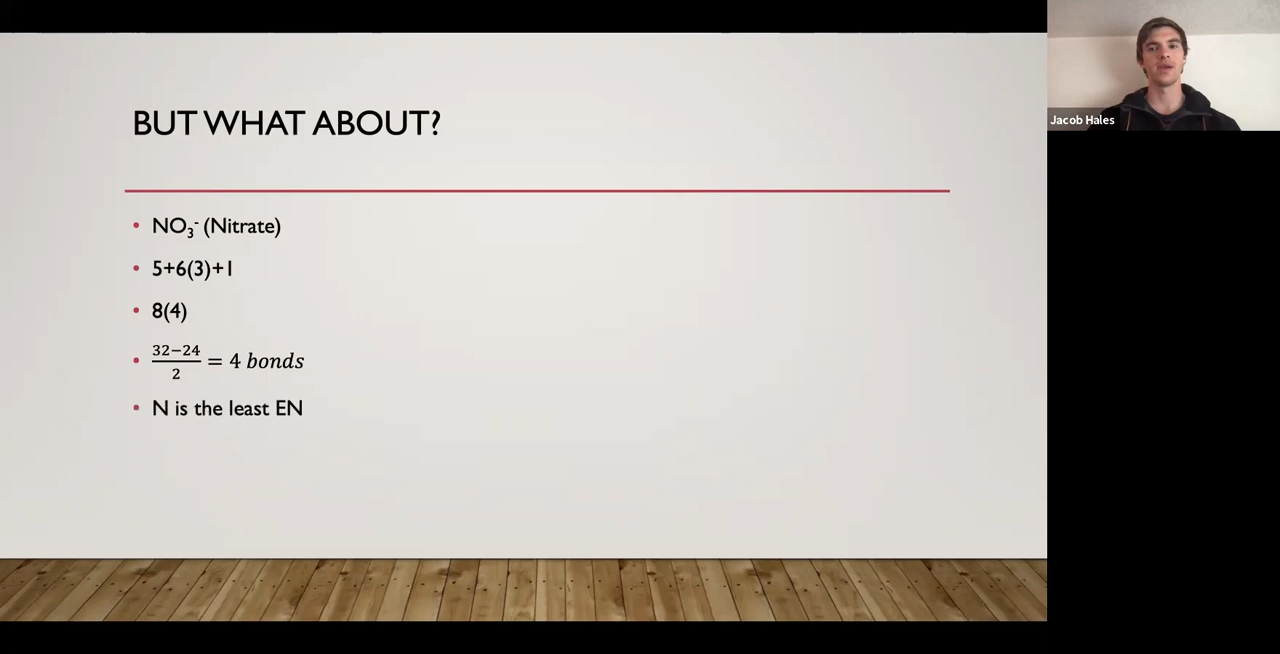 BUT WHAT ABOUT?
• NO₃⁻ (Nitrate)
• 5+6(3)+1
• 8(4)
• (32−24)/2 = 4 bonds
• N is the least EN
Jacob Hales